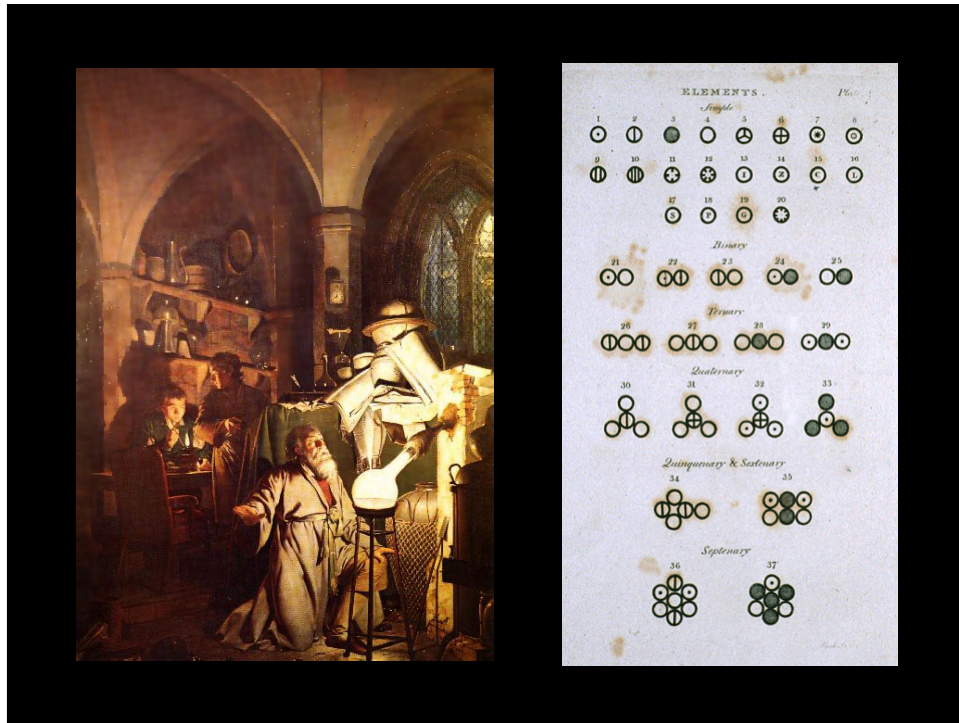 ELEMENTS.
Simple
1 2 3 4 5 6 7 8
9 10 11 12 13 14 15 16
I Z C L
17 18 19 20
S P G
Binary
21 22 23 24 25
Ternary
26 27 28 29
Quaternary
30 31 32 33
Quinquenary & Sextenary
34 35
Septenary
36 37